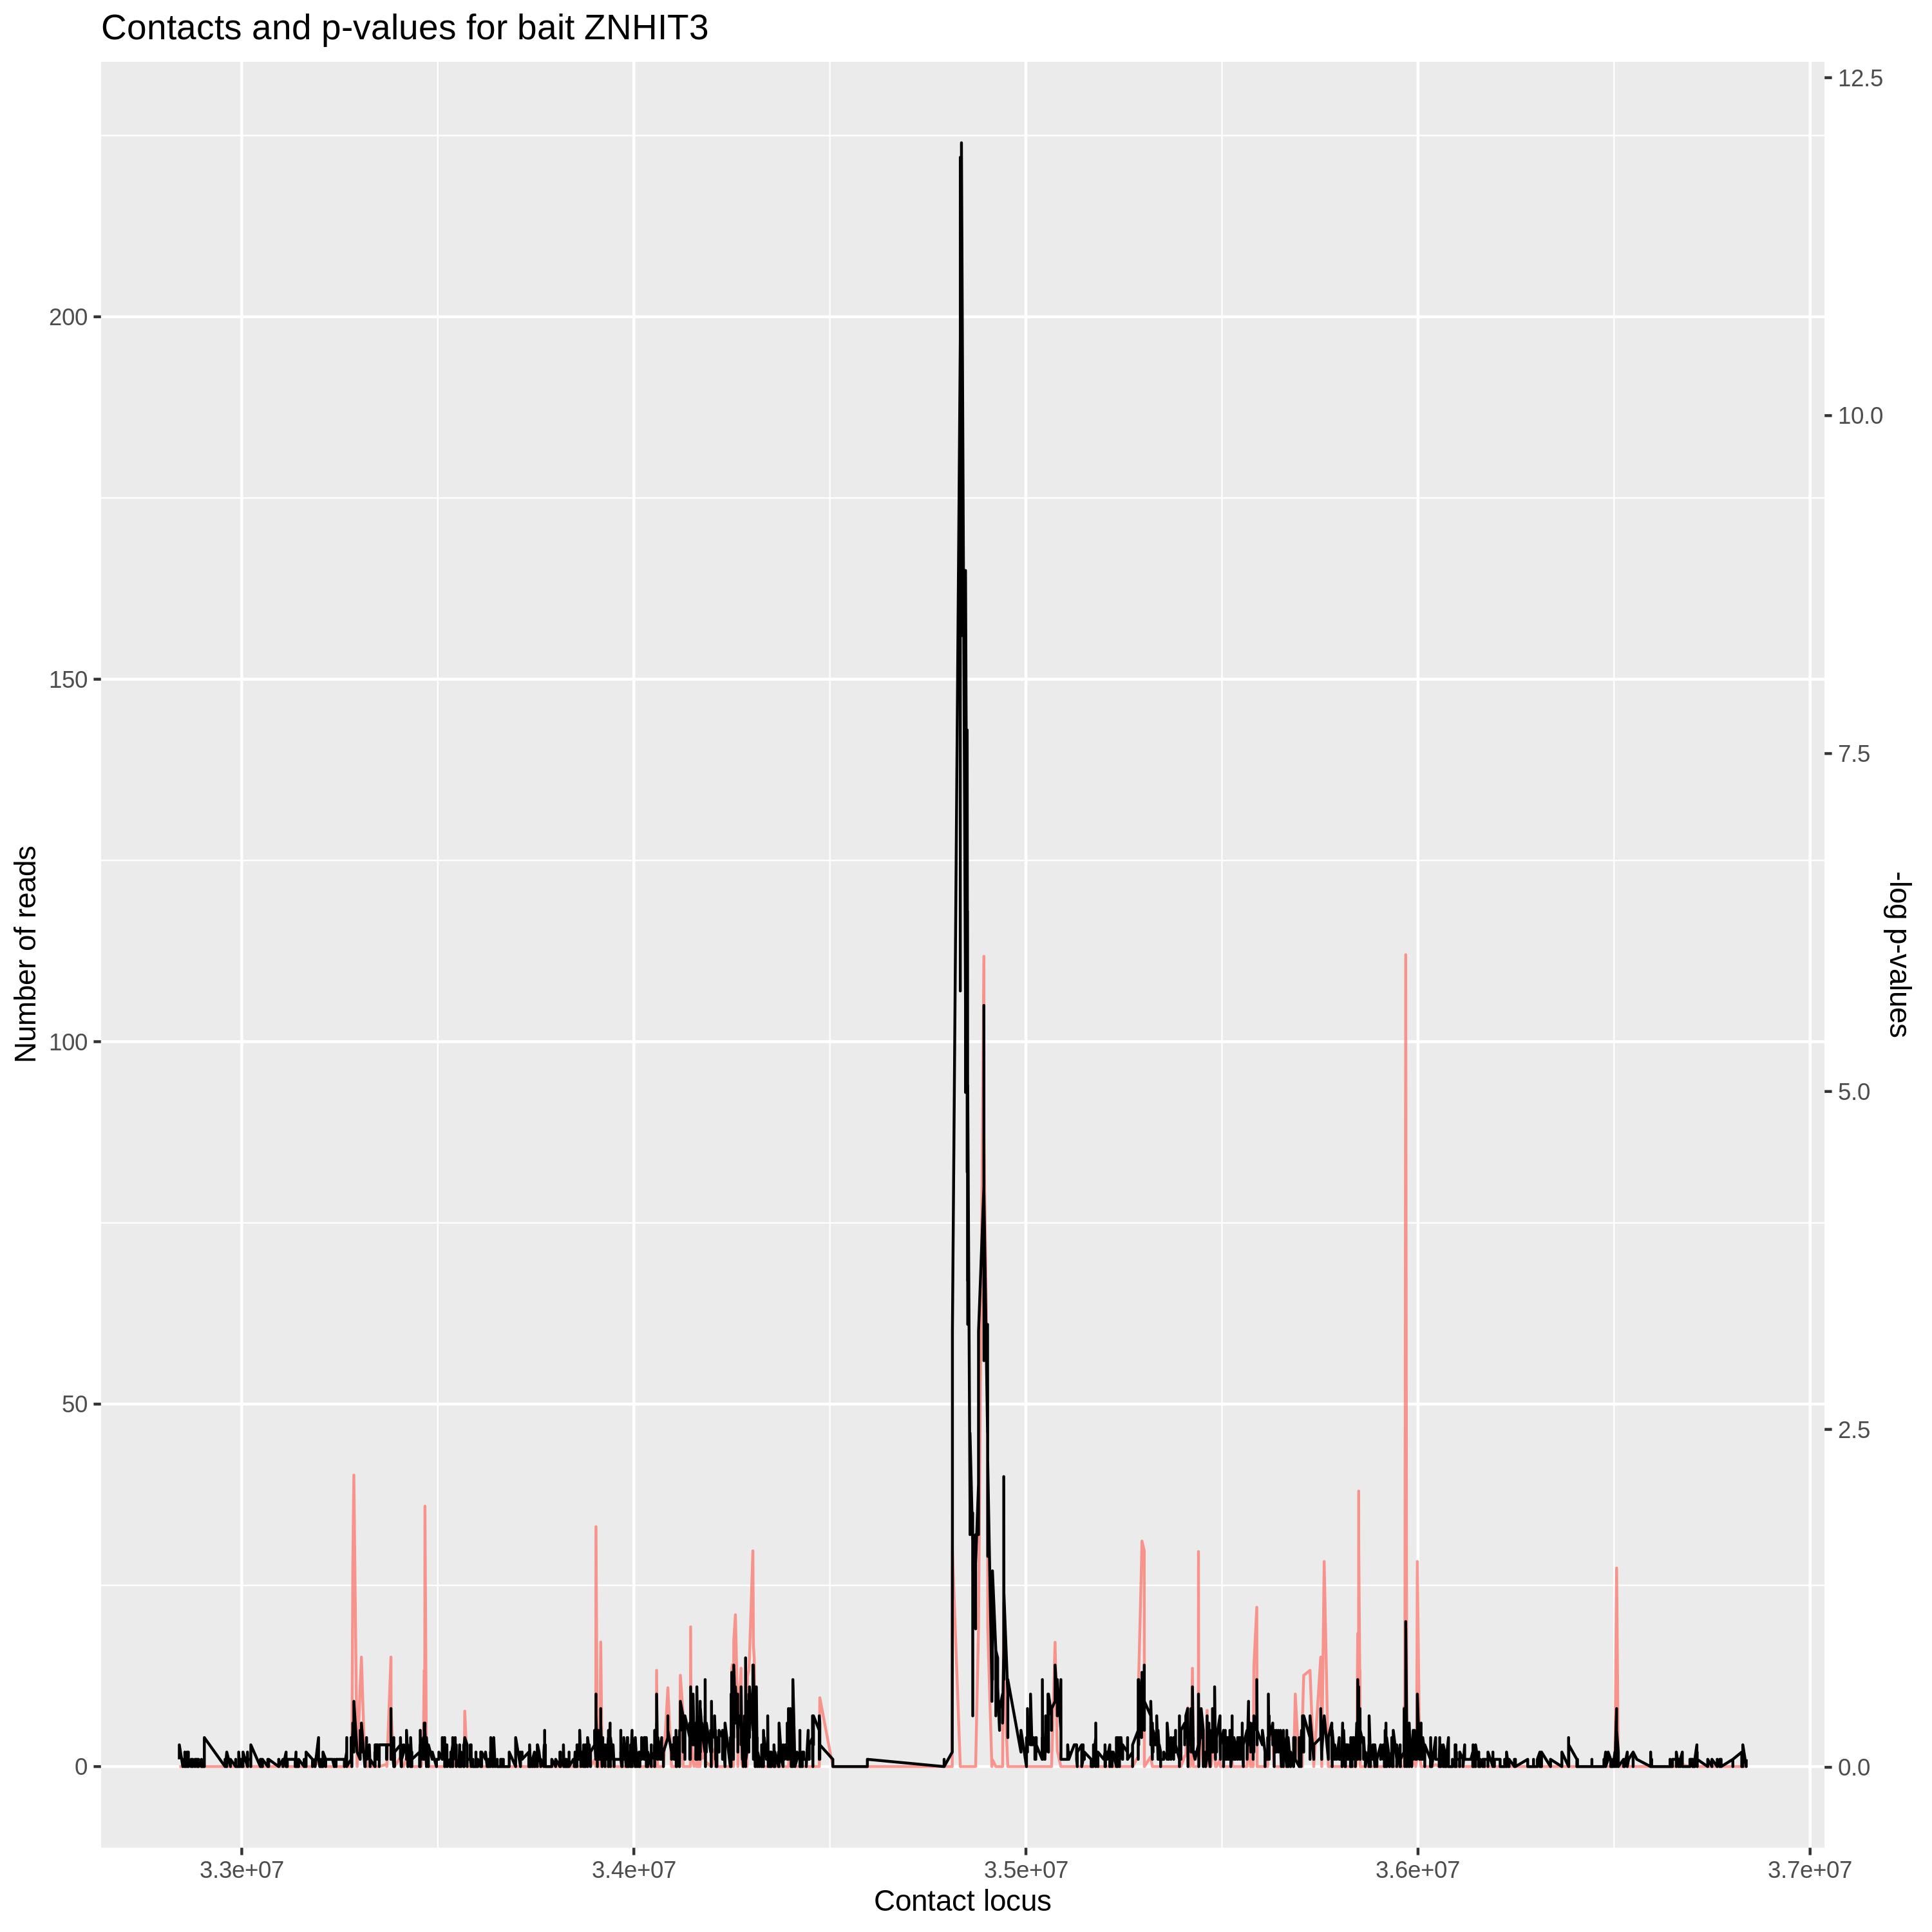 Contacts and p-values for bait ZNHIT3
12.5
200
10.0
150
7.5
Number of reads
-log p-values
100
5.0
50
2.5
0
0.0
3.3e+07
3.4e+07
3.5e+07
3.6e+07
3.7e+07
Contact locus